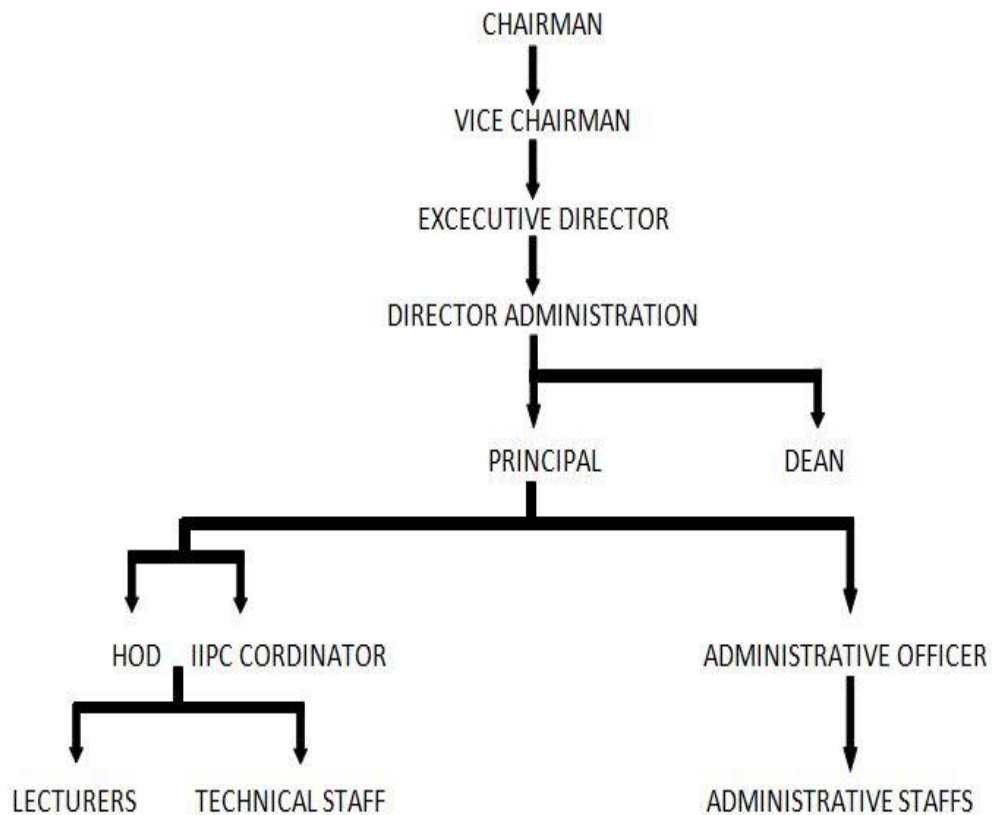 CHAIRMAN
VICE CHAIRMAN
EXCECUTIVE DIRECTOR
DIRECTOR ADMINISTRATION
PRINCIPAL DEAN
HOD IIPC CORDINATOR ADMINISTRATIVE OFFICER
LECTURERS TECHNICAL STAFF ADMINISTRATIVE STAFFS